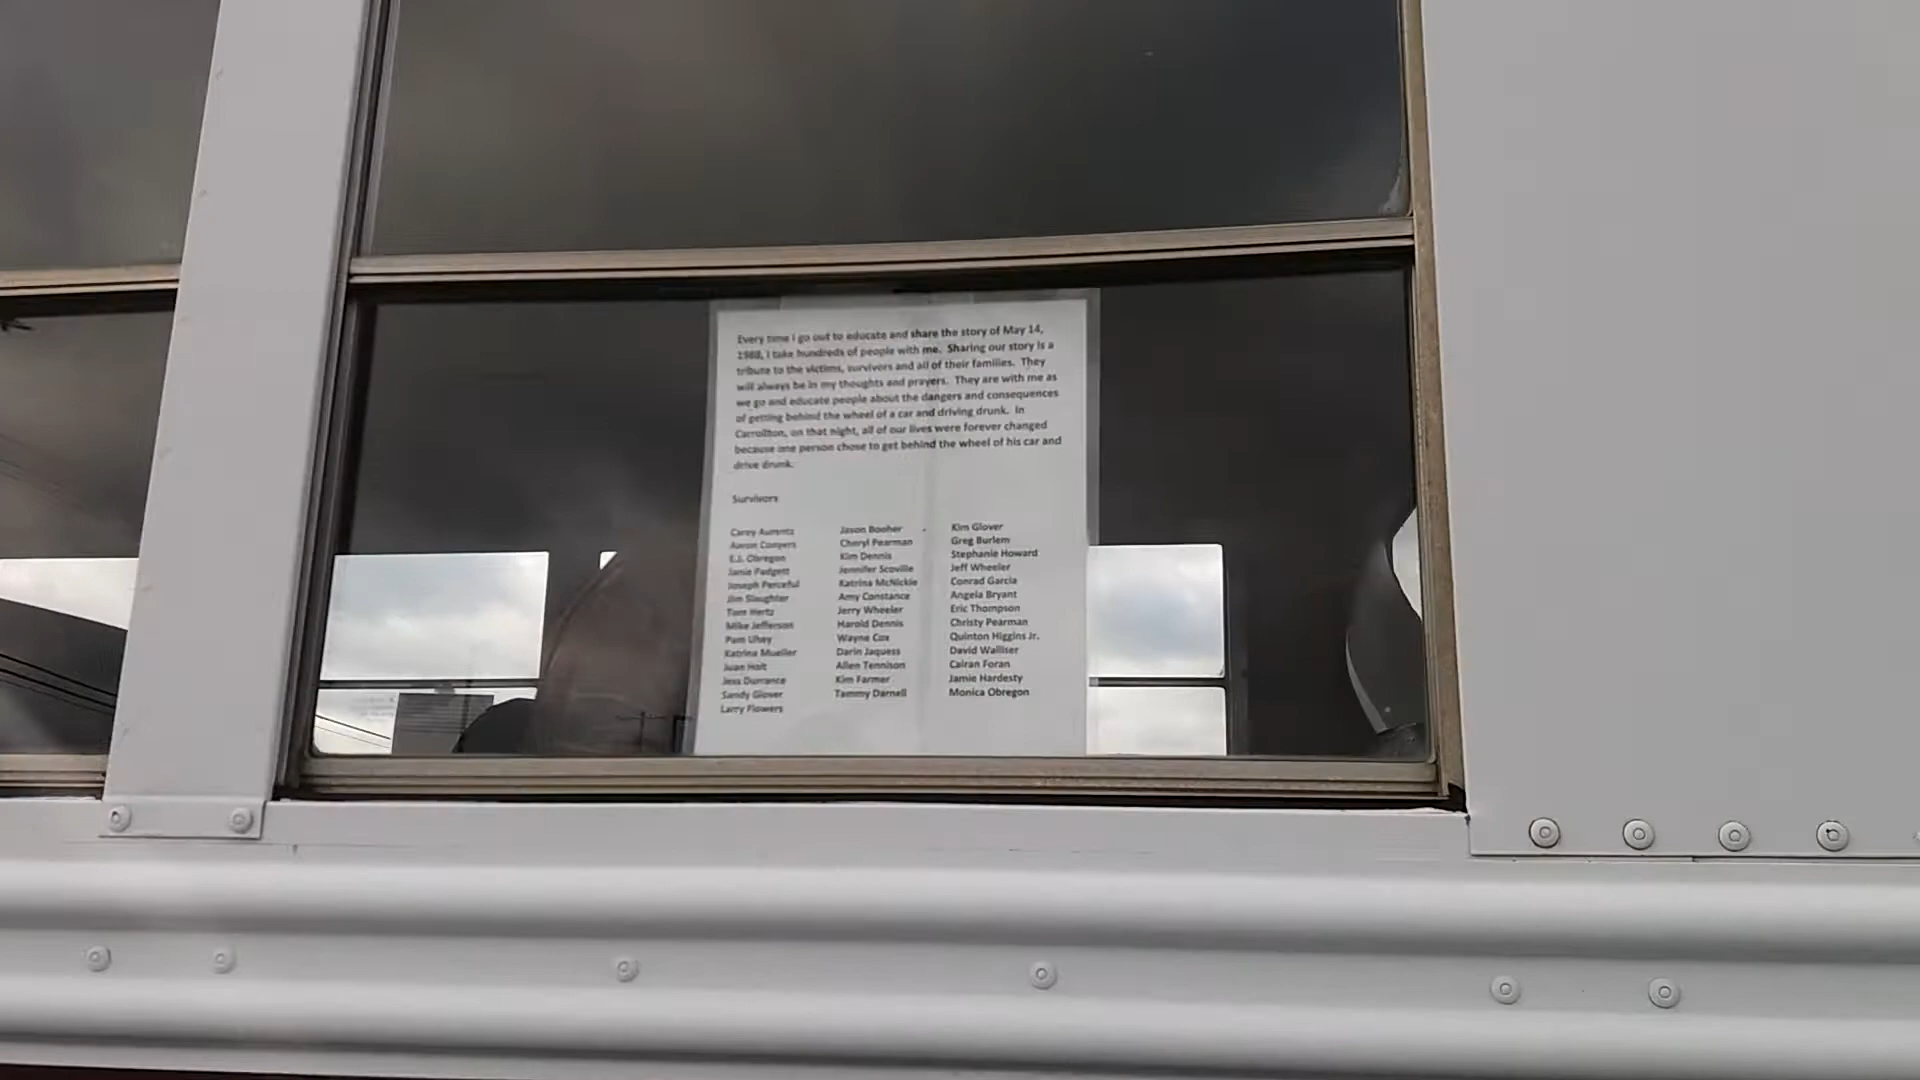 Every time I go out to educate and share the story of May 14,
1988, I take hundreds of people with me. Sharing our story is a
tribute to the victims, survivors and all of their families. They
will always be in my thoughts and prayers. They are with me as
we go and educate people about the dangers and consequences
of getting behind the wheel of a car and driving drunk. In
Carrollton, on that night, all of our lives were forever changed
because one person chose to get behind the wheel of his car and
drive drunk.
Survivors
Carey Aurentz Jason Booher Kim Glover
Aaron Conyers Cheryl Pearman Greg Burlem
E.J. Obregon Kim Dennis Stephanie Howard
Jamie Padgett Jennifer Scoville Jeff Wheeler
Joseph Perceful Katrina McNickle Conrad Garcia
Jim Slaughter Amy Constance Angela Bryant
Tom Hertz Jerry Wheeler Eric Thompson
Mike Jefferson Harold Dennis Christy Pearman
Pam Uhey Wayne Cox Quinton Higgins Jr.
Katrina Mueller Darin Jaquess David Walliser
Juan Holt Allen Tennison Cairan Foran
Jess Durrance Kim Farmer Jamie Hardesty
Sandy Glover Tammy Darnell Monica Obregon
Larry Flowers